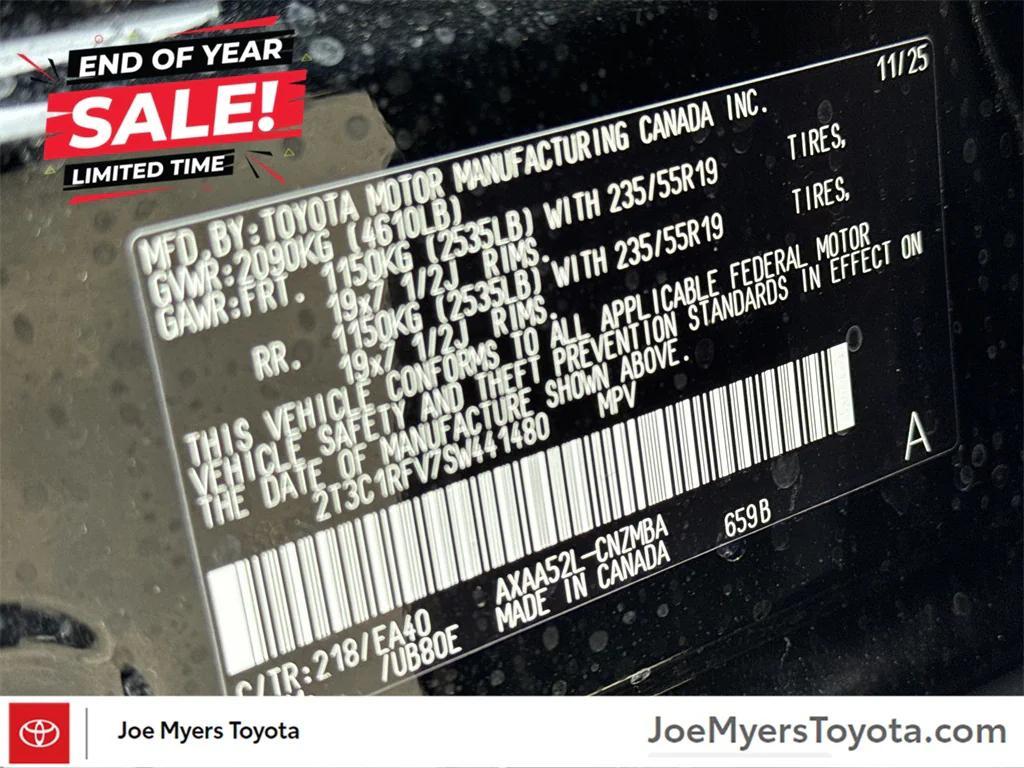 END OF YEAR
SALE!
LIMITED TIME
11/25
MFD.BY:TOYOTA MOTOR MANUFACTURING CANADA INC.
GVWR:2090KG (4610LB)
GAWR:FRT. 1150KG (2535LB) WITH 235/55R19 TIRES,
19x7 1/2J RIMS.
RR. 1150KG (2535LB) WITH 235/55R19 TIRES,
19x7 1/2J RIMS.
THIS VEHICLE CONFORMS TO ALL APPLICABLE FEDERAL MOTOR
VEHICLE SAFETY AND THEFT PREVENTION STANDARDS IN EFFECT ON
THE DATE OF MANUFACTURE SHOWN ABOVE.
2T3C1RFV7SW441480 MPV
A
AXAA52L-CNZMBA 659B
MADE IN CANADA
C/TR:218/EA40
/UB80E
Joe Myers Toyota
JoeMyersToyota.com